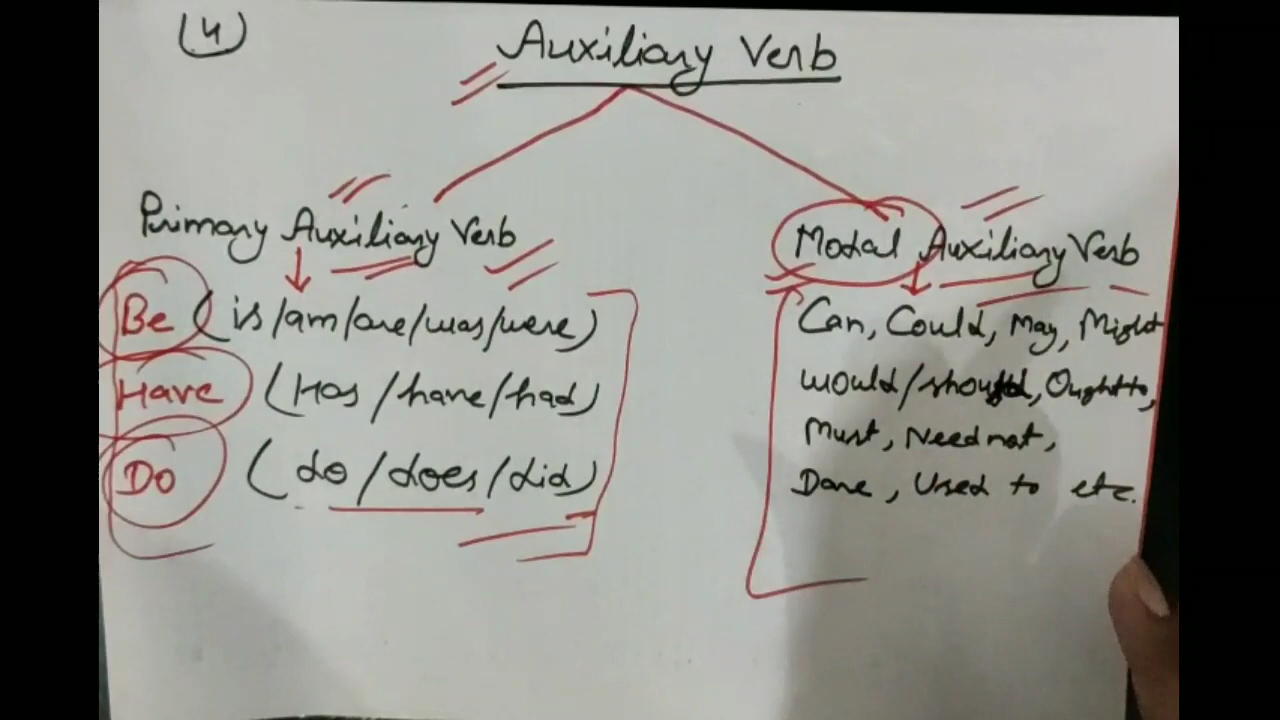 (4)
Auxiliary Verb
Primary Auxiliary Verb
Be (is/am/are/was/were)
Have (Has/have/had)
Do (do/does/did)
Modal Auxiliary Verb
Can, Could, May, Might
would/should, Ought to,
Must, Need not,
Dare, Used to etc.